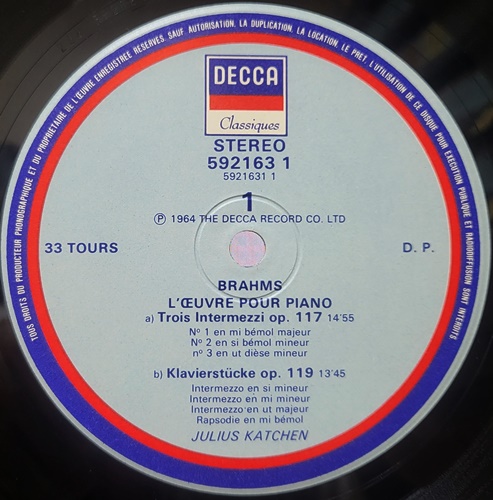 TOUS DROITS DU PRODUCTEUR PHONOGRAPHIQUE ET DU PROPRIETAIRE DE L'ŒUVRE ENREGISTREE RESERVES. SAUF AUTORISATION, LA DUPLICATION, LA LOCATION, LE PRET, L'UTILISATION DE CE DISQUE POUR EXECUTION PUBLIQUE ET RADIODIFFUSION SONT INTERDITS
DECCA
Classiques
STEREO
592163 1
5921631 1
1
Ⓟ 1964 THE DECCA RECORD CO. LTD
33 TOURS
D. P.
BRAHMS
L'ŒUVRE POUR PIANO
a) Trois Intermezzi op. 117 14'55
Nº 1 en mi bémol majeur
Nº 2 en si bémol mineur
nº 3 en ut dièse mineur
b) Klavierstücke op. 119 13'45
Intermezzo en si mineur
Intermezzo en mi mineur
Intermezzo en ut majeur
Rapsodie en mi bémol
JULIUS KATCHEN